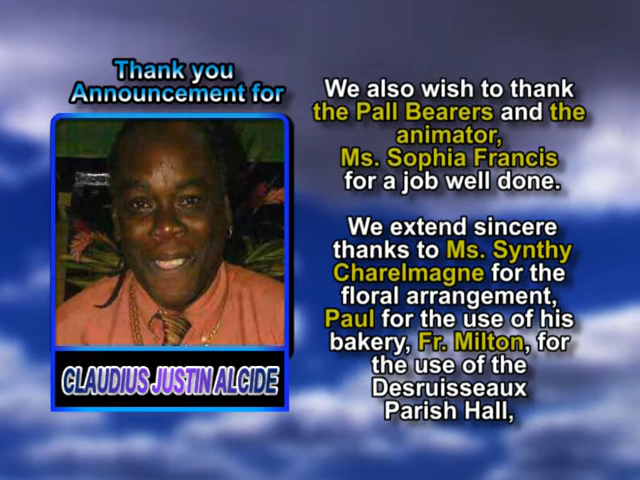 Thank you
Announcement for
CLAUDIUS JUSTIN ALCIDE
We also wish to thank
the Pall Bearers and the
animator,
Ms. Sophia Francis
for a job well done.
We extend sincere
thanks to Ms. Synthy
Charelmagne for the
floral arrangement,
Paul for the use of his
bakery, Fr. Milton, for
the use of the
Desruisseaux
Parish Hall,